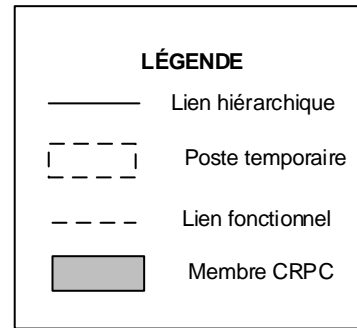 LÉGENDE
Lien hiérarchique
Poste temporaire
Lien fonctionnel
Membre CRPC